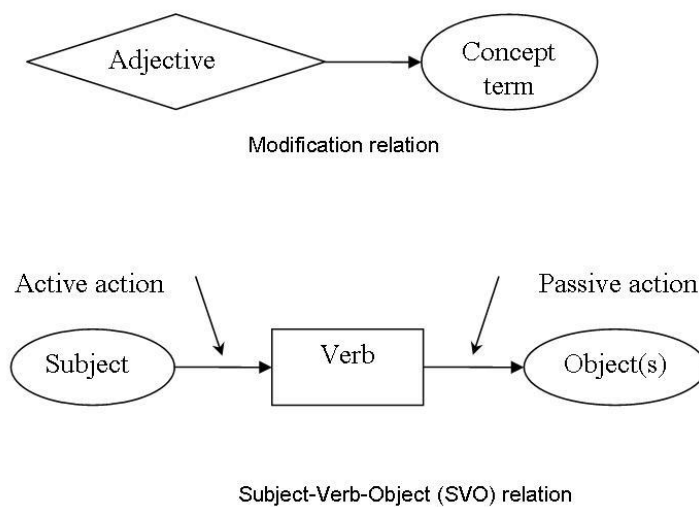 Adjective
Concept
term
Modification relation
Active action
Passive action
Subject
Verb
Object(s)
Subject-Verb-Object (SVO) relation